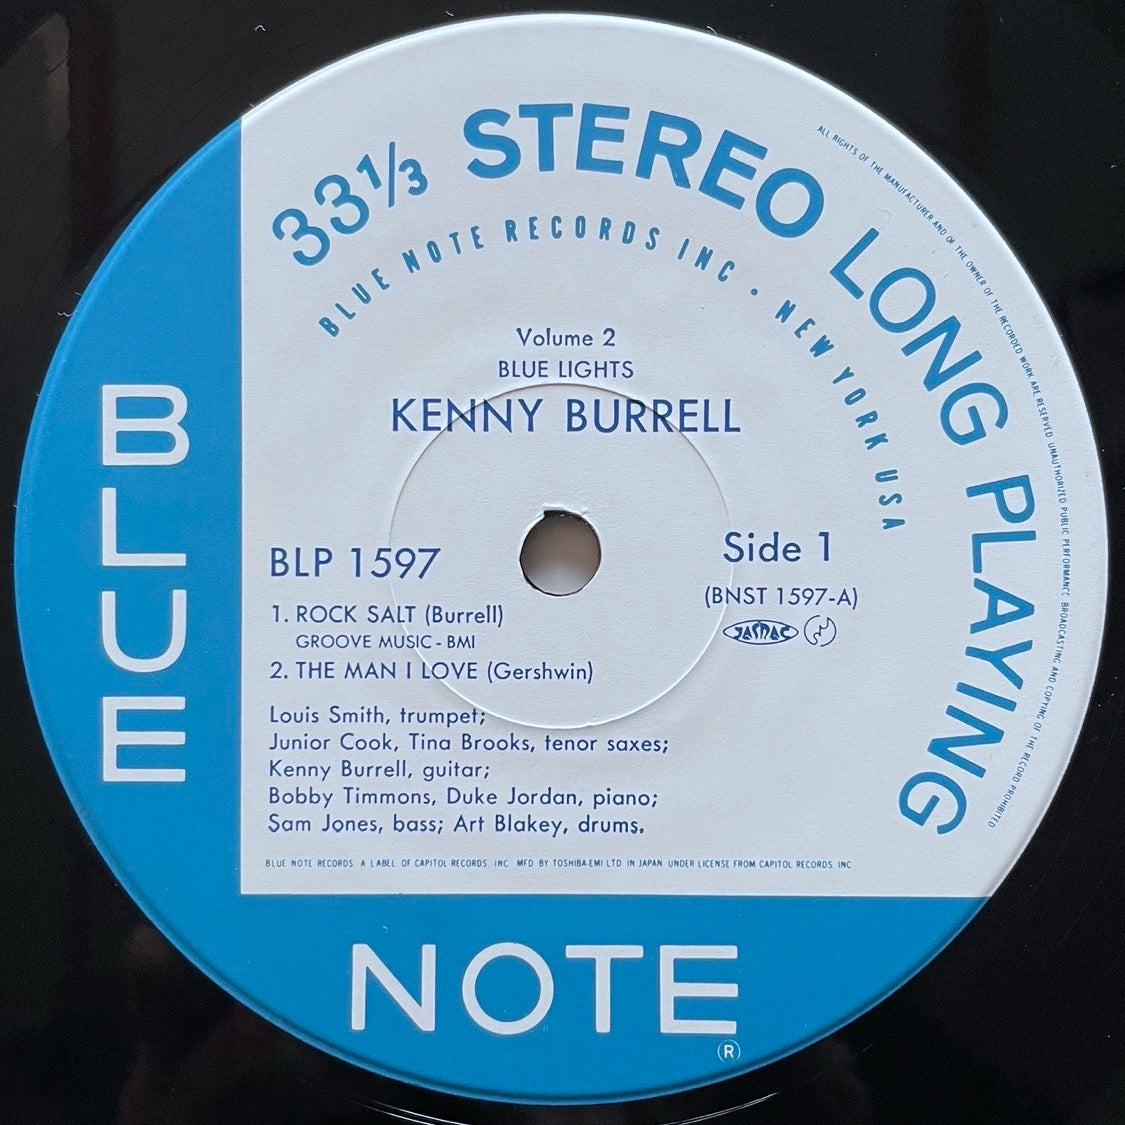 33⅓ STEREO LONG PLAYING
BLUE NOTE RECORDS INC • NEW YORK USA
ALL RIGHTS OF THE MANUFACTURER AND OF THE OWNER OF THE RECORDED WORK ARE RESERVED. UNAUTHORIZED PUBLIC PERFORMANCE BROADCASTING AND COPYING OF THE RECORD PROHIBITED
Volume 2
BLUE LIGHTS
KENNY BURRELL
BLP 1597
Side 1
(BNST 1597-A)
JASRAC
1. ROCK SALT (Burrell)
GROOVE MUSIC - BMI
2. THE MAN I LOVE (Gershwin)
Louis Smith, trumpet;
Junior Cook, Tina Brooks, tenor saxes;
Kenny Burrell, guitar;
Bobby Timmons, Duke Jordan, piano;
Sam Jones, bass; Art Blakey, drums.
BLUE NOTE RECORDS. A LABEL OF CAPITOL RECORDS, INC MFD BY TOSHIBA-EMI LTD IN JAPAN UNDER LICENSE FROM CAPITOL RECORDS, INC
BLUE
NOTE
®